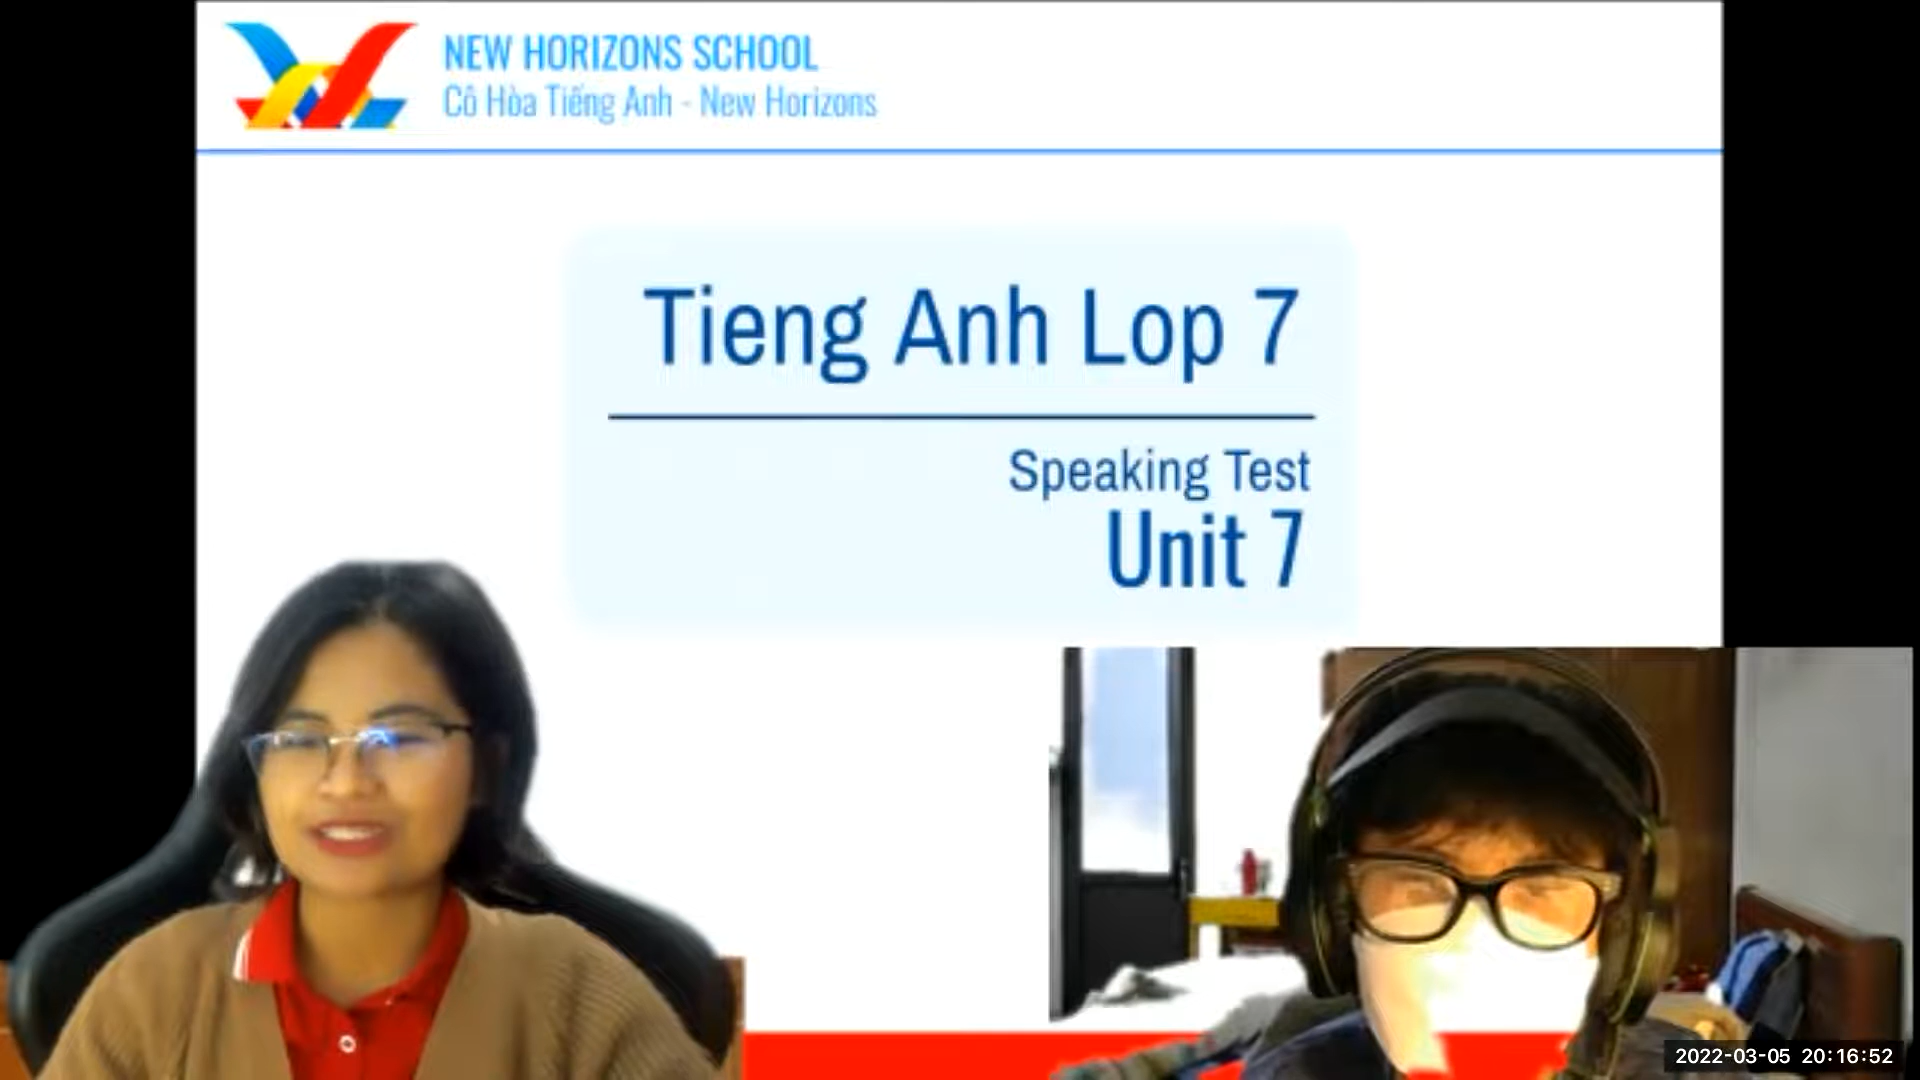 NEW HORIZONS SCHOOL
Cô Hòa Tiếng Anh - New Horizons
Tieng Anh Lop 7
Speaking Test
Unit 7
2022-03-05 20:16:52